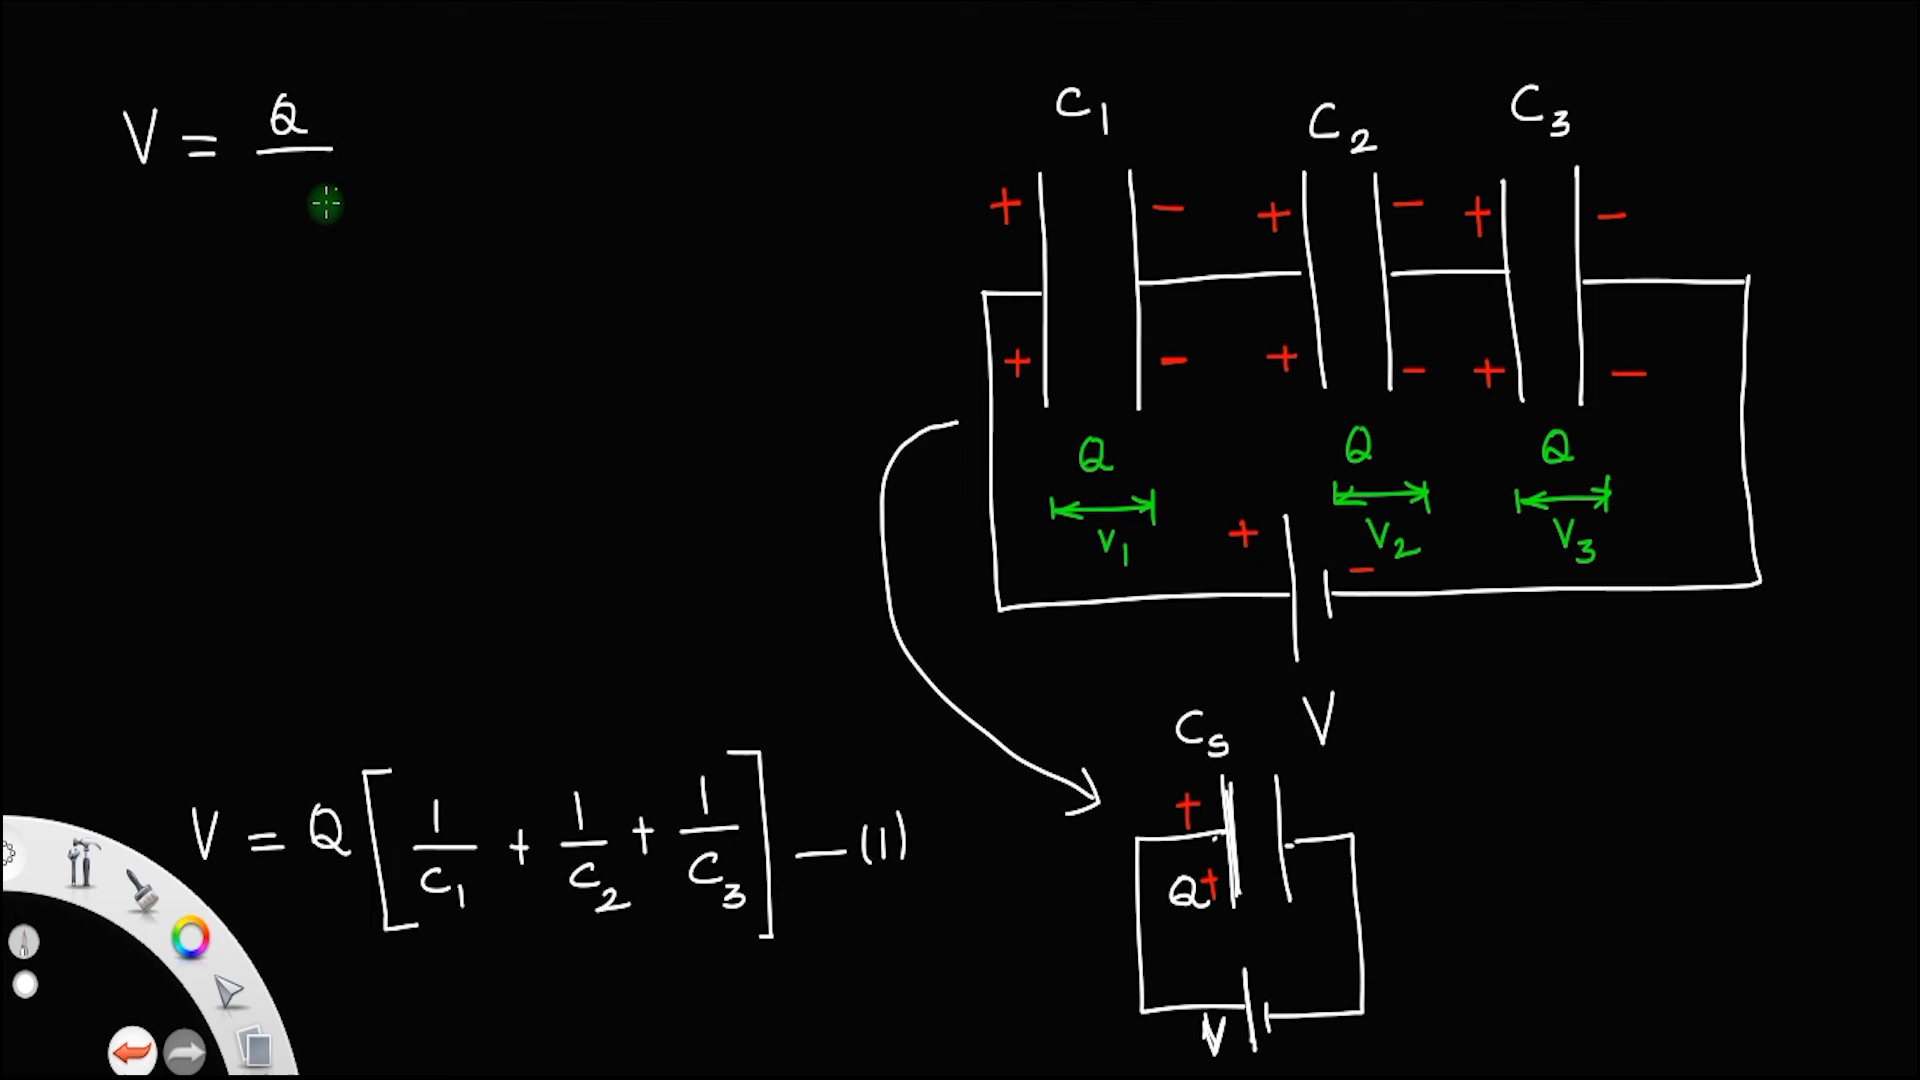 V = Q
C1 C2 C3
+ - + - + -
+ - + - + -
Q Q Q
V1 V2 V3
+ -
V
Cs
+
V = Q [ 1/C1 + 1/C2 + 1/C3 ] — (1)
Q +
V